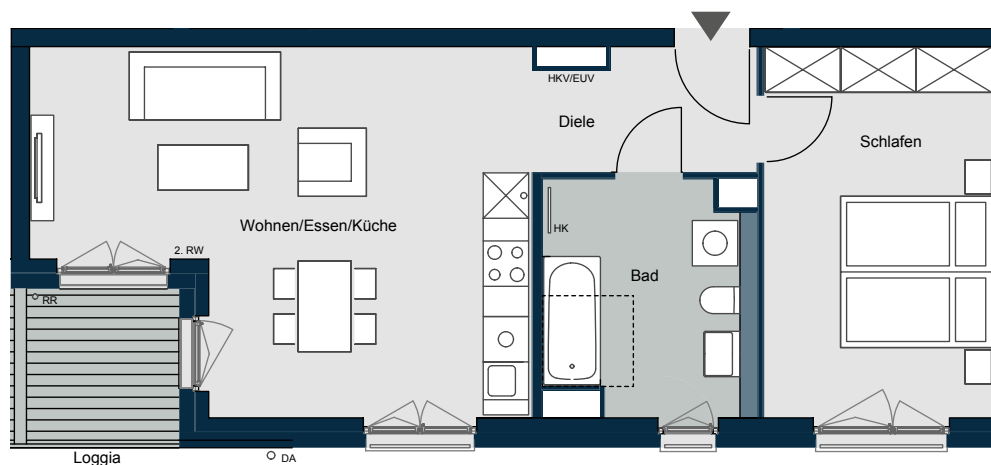 HKV/EUV
Diele
Schlafen
Wohnen/Essen/Küche
HK
2. RW
Bad
RR
Loggia
DA